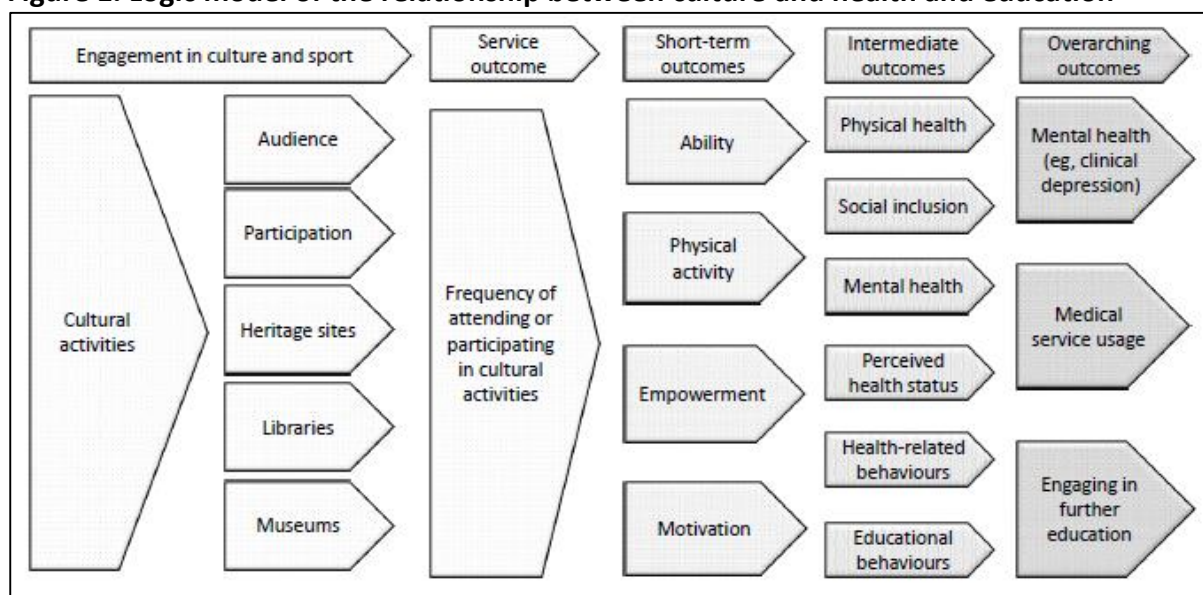 Figure Logic model of the relationship between culture and health and education
Engagement in culture and sport
Service
outcome
Short-term
outcomes
Intermediate
outcomes
Overarching
outcomes
Cultural
activities
Audience
Participation
Heritage sites
Libraries
Museums
Frequency of
attending or
participating
in cultural
activities
Ability
Physical
activity
Empowerment
Motivation
Physical health
Social inclusion
Mental health
Perceived
health status
Health-related
behaviours
Educational
behaviours
Mental health
(eg, clinical
depression)
Medical
service usage
Engaging in
further
education